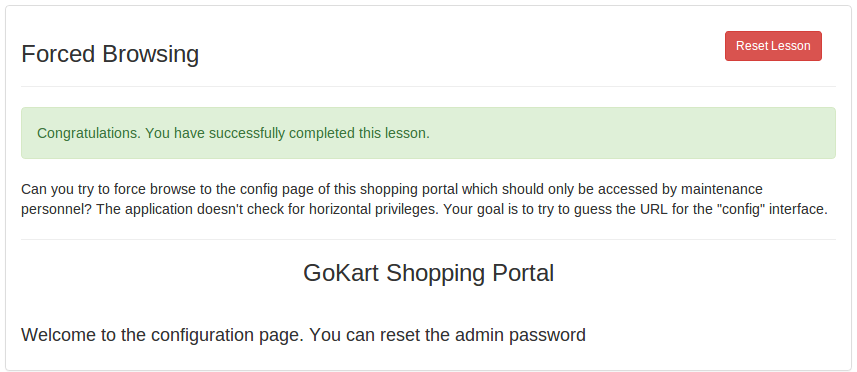 Forced Browsing
Reset Lesson
Congratulations. You have successfully completed this lesson.
Can you try to force browse to the config page of this shopping portal which should only be accessed by maintenance
personnel? The application doesn't check for horizontal privileges. Your goal is to try to guess the URL for the "config" interface.
GoKart Shopping Portal
Welcome to the configuration page. You can reset the admin password